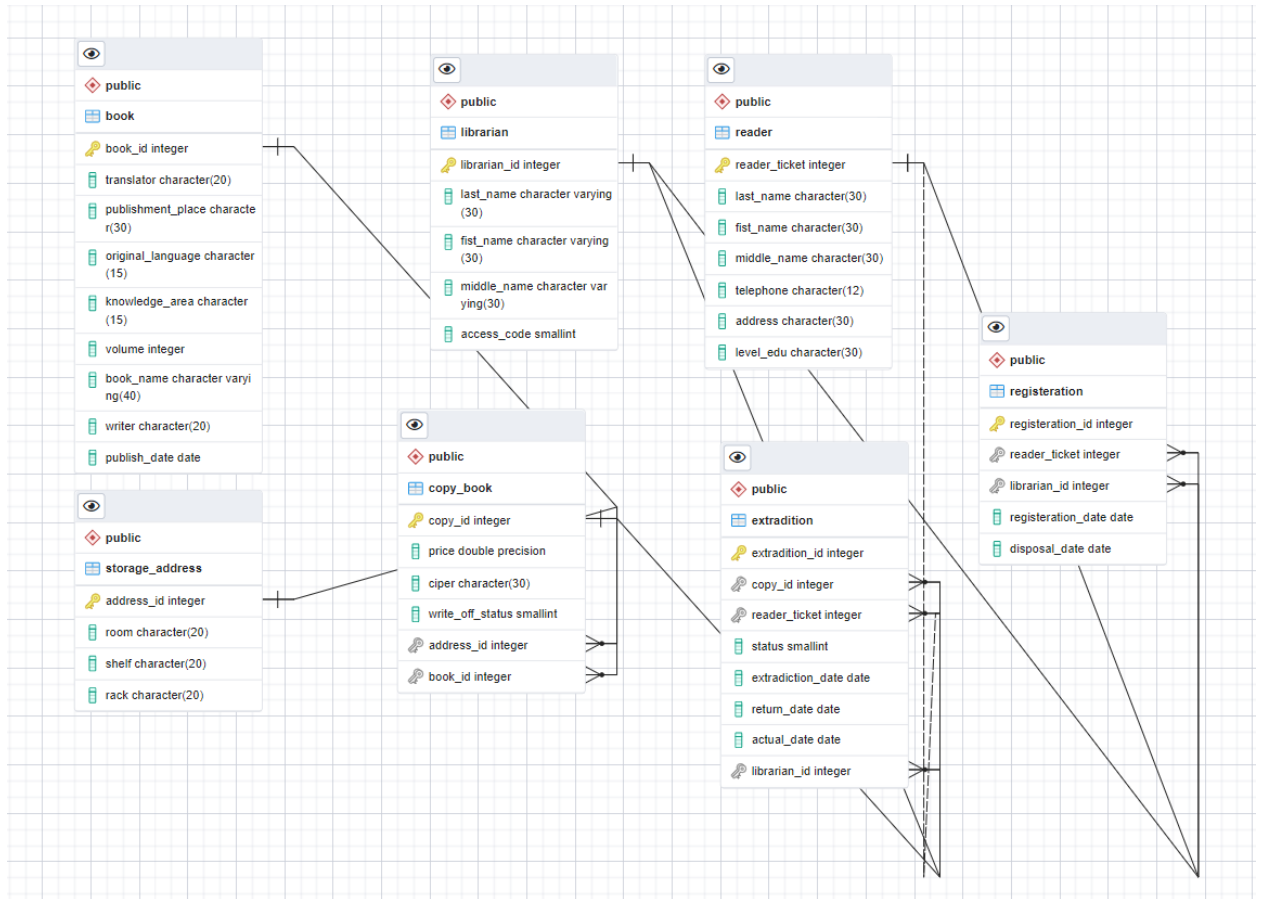 public
book
book_id integer
translator character(20)
publishment_place characte
r(30)
original_language character
(15)
knowledge_area character
(15)
volume integer
book_name character varyi
ng(40)
writer character(20)
publish_date date
public
librarian
librarian_id integer
last_name character varying
(30)
fist_name character varying
(30)
middle_name character var
ying(30)
access_code smallint
public
reader
reader_ticket integer
last_name character(30)
fist_name character(30)
middle_name character(30)
telephone character(12)
address character(30)
level_edu character(30)
public
registeration
registeration_id integer
reader_ticket integer
librarian_id integer
registeration_date date
disposal_date date
public
storage_address
address_id integer
room character(20)
shelf character(20)
rack character(20)
public
copy_book
copy_id integer
price double precision
ciper character(30)
write_off_status smallint
address_id integer
book_id integer
public
extradition
extradition_id integer
copy_id integer
reader_ticket integer
status smallint
extradiction_date date
return_date date
actual_date date
librarian_id integer